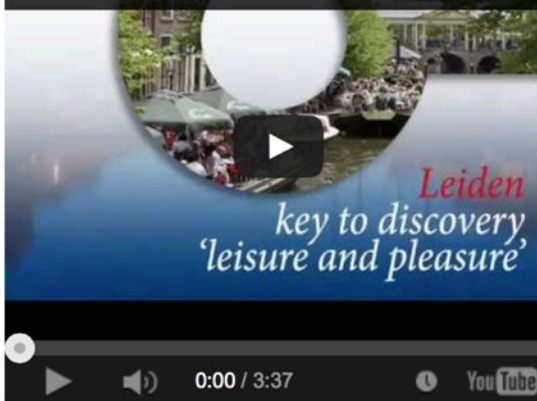 Leiden
key to discovery
‘leisure and pleasure’
0:00 / 3:37
YouTube